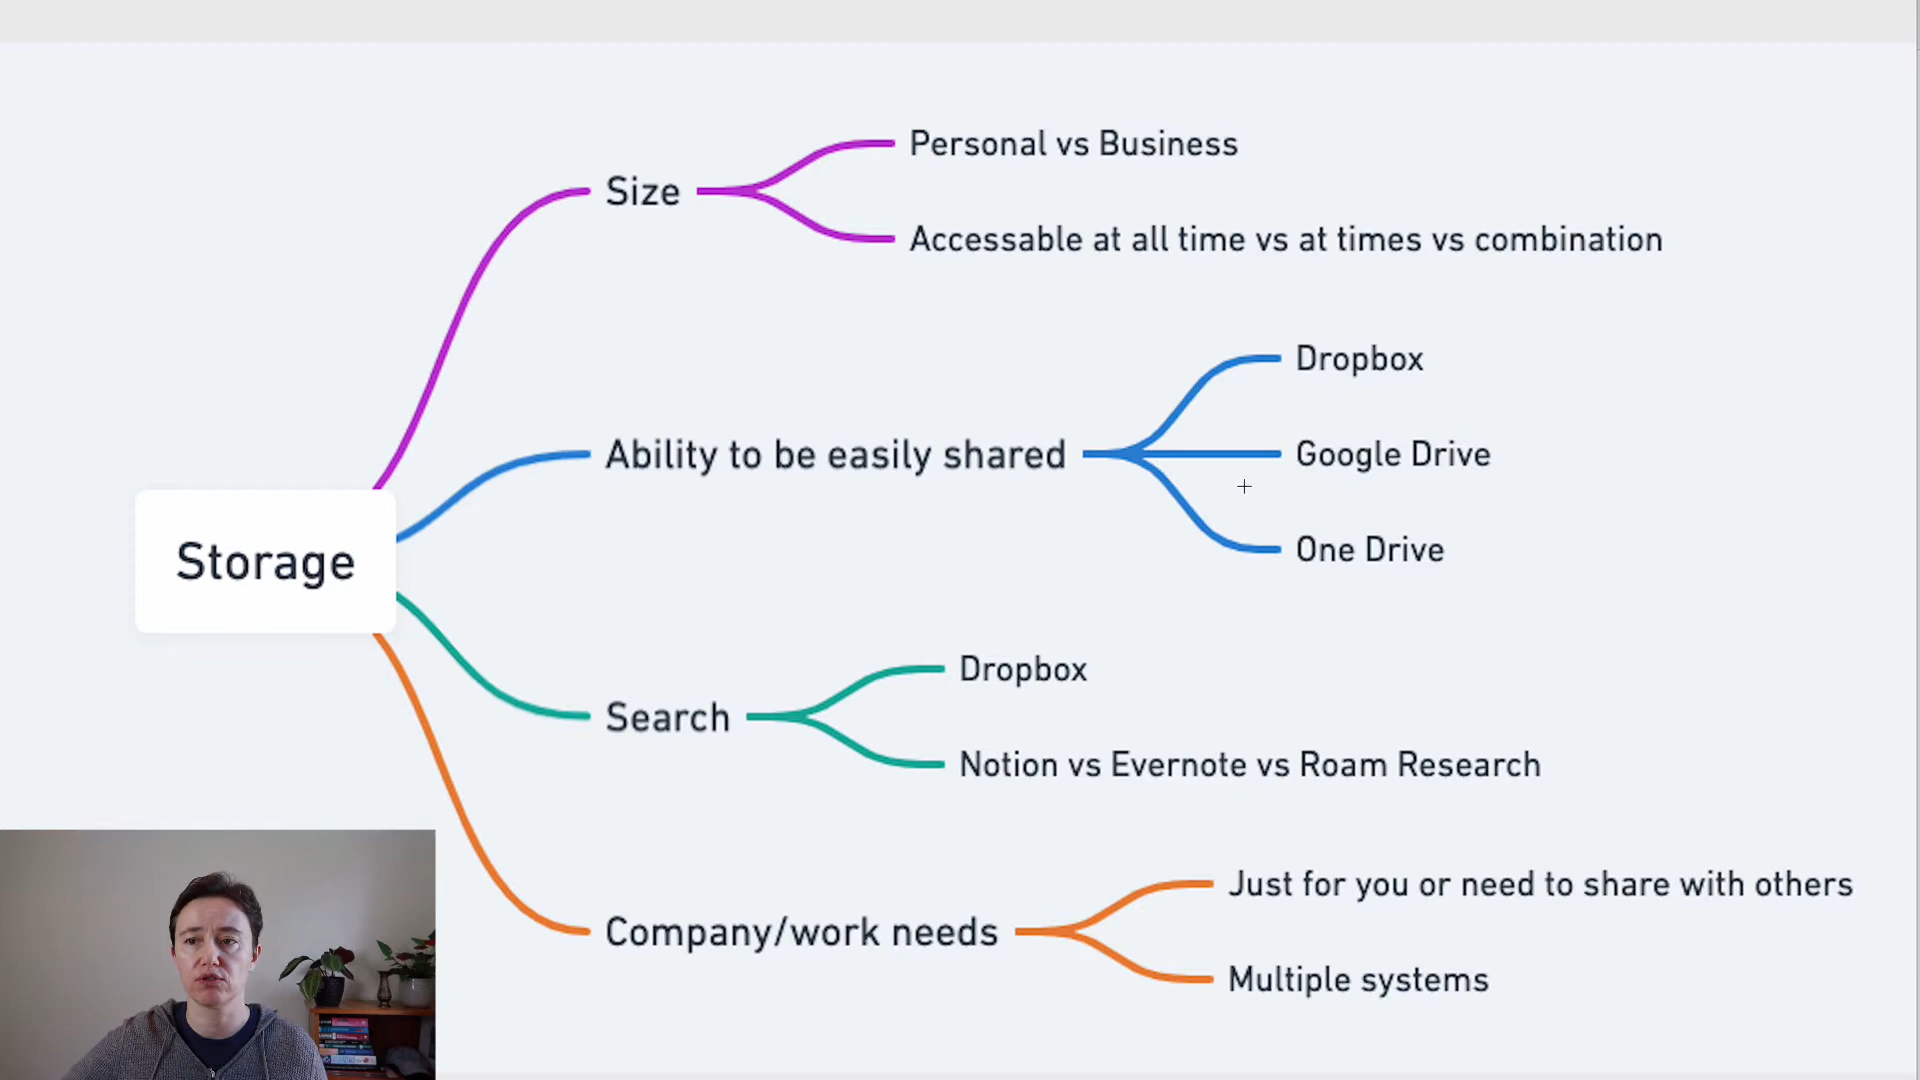 Storage
Size
Personal vs Business
Accessable at all time vs at times vs combination
Ability to be easily shared
Dropbox
Google Drive
One Drive
Search
Dropbox
Notion vs Evernote vs Roam Research
Company/work needs
Just for you or need to share with others
Multiple systems